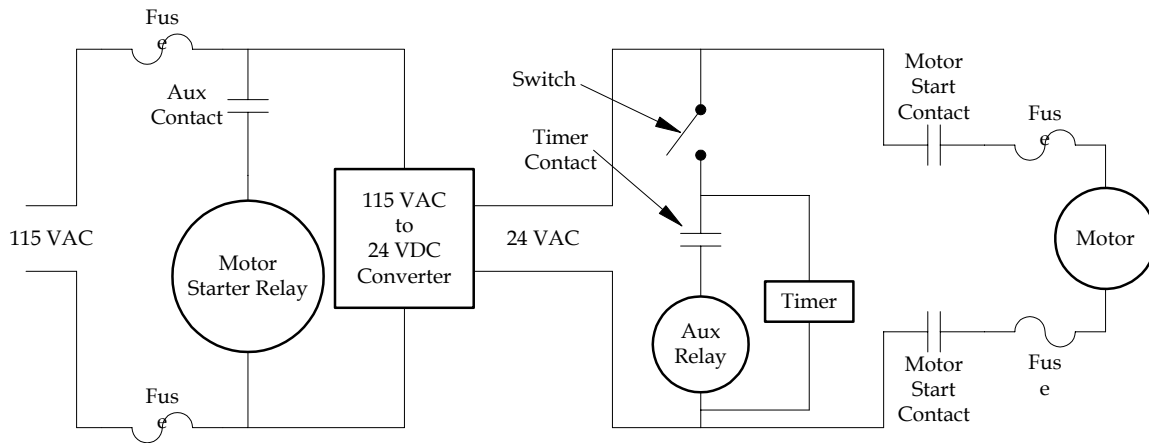 Fus
e
Aux
Contact
115 VAC
Motor
Starter Relay
Fus
e
115 VAC
to
24 VDC
Converter
24 VAC
Switch
Timer
Contact
Aux
Relay
Timer
Motor
Start
Contact
Fus
e
Motor
Motor
Start
Contact
Fus
e